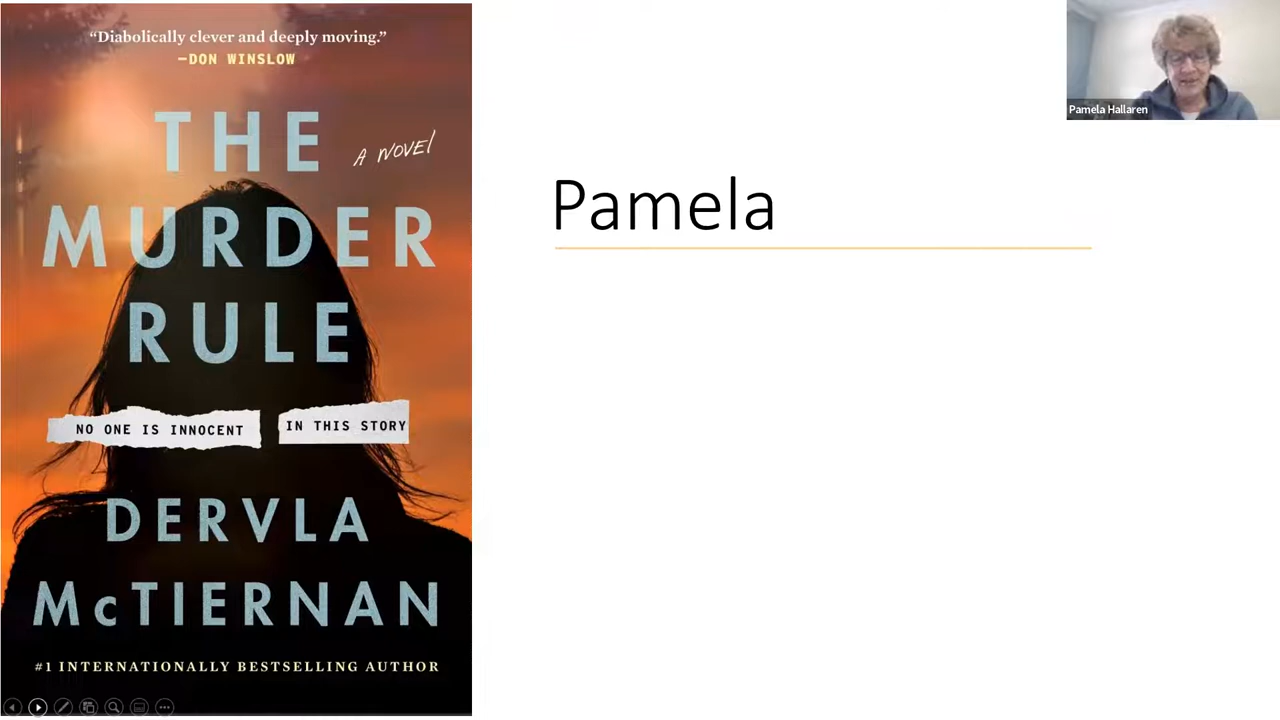 “Diabolically clever and deeply moving.”
—DON WINSLOW
THE
A NOVEL
MURDER
RULE
NO ONE IS INNOCENT IN THIS STORY
DERVLA
McTIERNAN
#1 INTERNATIONALLY BESTSELLING AUTHOR
Pamela
Pamela Hallaren